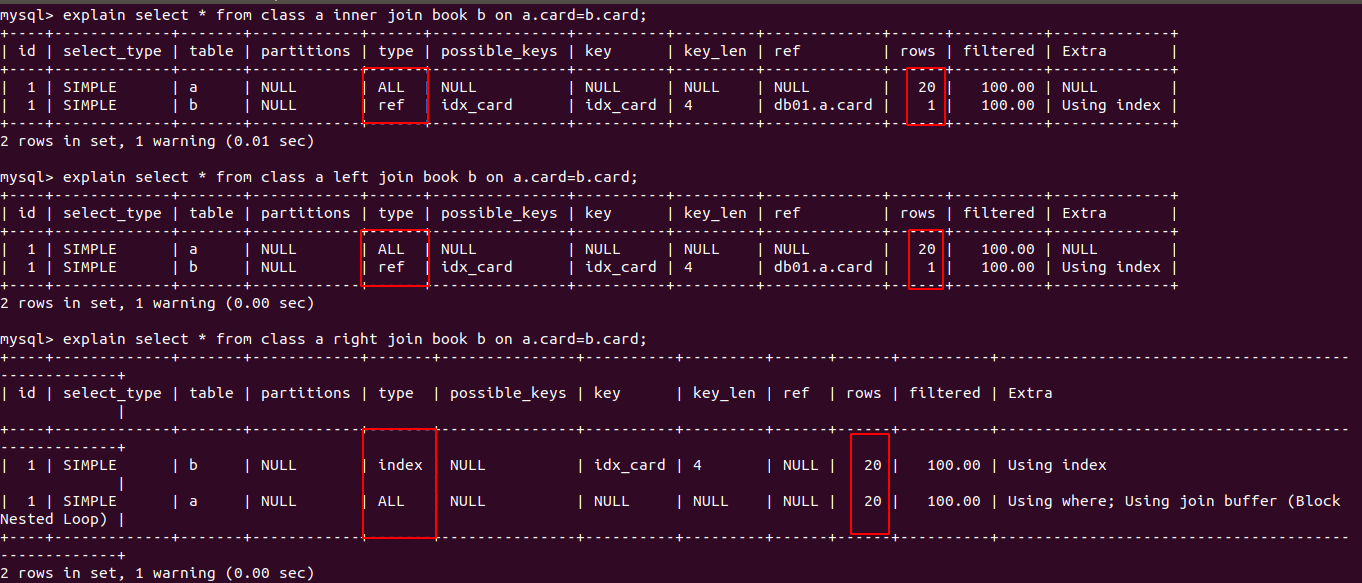 mysql> explain select * from class a inner join book b on a.card=b.card;
+----+-------------+-------+------------+------+---------------+----------+---------+-------------+------+----------+-------------+
| id | select_type | table | partitions | type | possible_keys | key      | key_len | ref         | rows | filtered | Extra       |
+----+-------------+-------+------------+------+---------------+----------+---------+-------------+------+----------+-------------+
|  1 | SIMPLE      | a     | NULL       | ALL  | NULL          | NULL     | NULL    | NULL        |   20 |   100.00 | NULL        |
|  1 | SIMPLE      | b     | NULL       | ref  | idx_card      | idx_card | 4       | db01.a.card |    1 |   100.00 | Using index |
+----+-------------+-------+------------+------+---------------+----------+---------+-------------+------+----------+-------------+
2 rows in set, 1 warning (0.01 sec)
mysql> explain select * from class a left join book b on a.card=b.card;
+----+-------------+-------+------------+------+---------------+----------+---------+-------------+------+----------+-------------+
| id | select_type | table | partitions | type | possible_keys | key      | key_len | ref         | rows | filtered | Extra       |
+----+-------------+-------+------------+------+---------------+----------+---------+-------------+------+----------+-------------+
|  1 | SIMPLE      | a     | NULL       | ALL  | NULL          | NULL     | NULL    | NULL        |   20 |   100.00 | NULL        |
|  1 | SIMPLE      | b     | NULL       | ref  | idx_card      | idx_card | 4       | db01.a.card |    1 |   100.00 | Using index |
+----+-------------+-------+------------+------+---------------+----------+---------+-------------+------+----------+-------------+
2 rows in set, 1 warning (0.00 sec)
mysql> explain select * from class a right join book b on a.card=b.card;
+----+-------------+-------+------------+-------+---------------+----------+---------+------+------+----------+---------------------------------------
-------------+
| id | select_type | table | partitions | type  | possible_keys | key      | key_len | ref  | rows | filtered | Extra
             |
+----+-------------+-------+------------+-------+---------------+----------+---------+------+------+----------+---------------------------------------
-------------+
|  1 | SIMPLE      | b     | NULL       | index | NULL          | idx_card | 4       | NULL |   20 |   100.00 | Using index
             |
|  1 | SIMPLE      | a     | NULL       | ALL   | NULL          | NULL     | NULL    | NULL |   20 |   100.00 | Using where; Using join buffer (Block
Nested Loop) |
+----+-------------+-------+------------+-------+---------------+----------+---------+------+------+----------+---------------------------------------
-------------+
2 rows in set, 1 warning (0.00 sec)